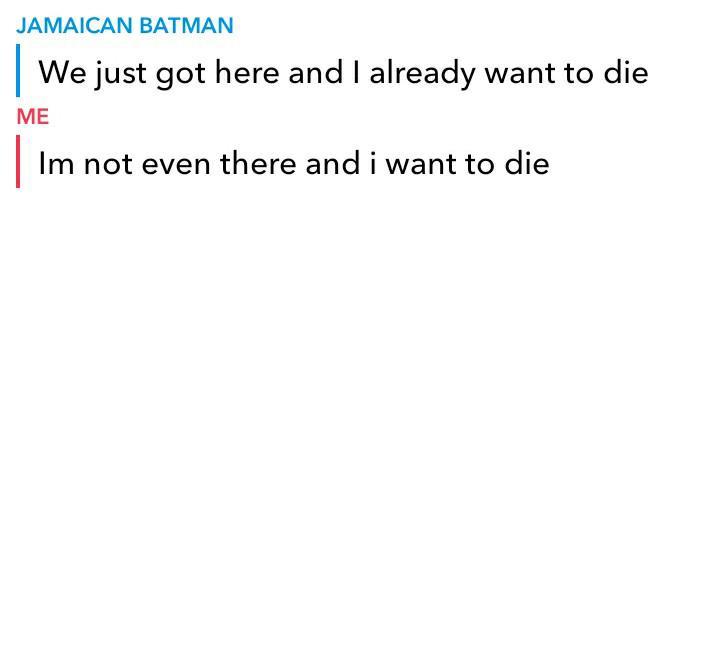 JAMAICAN BATMAN
We just got here and I already want to die
ME
Im not even there and i want to die